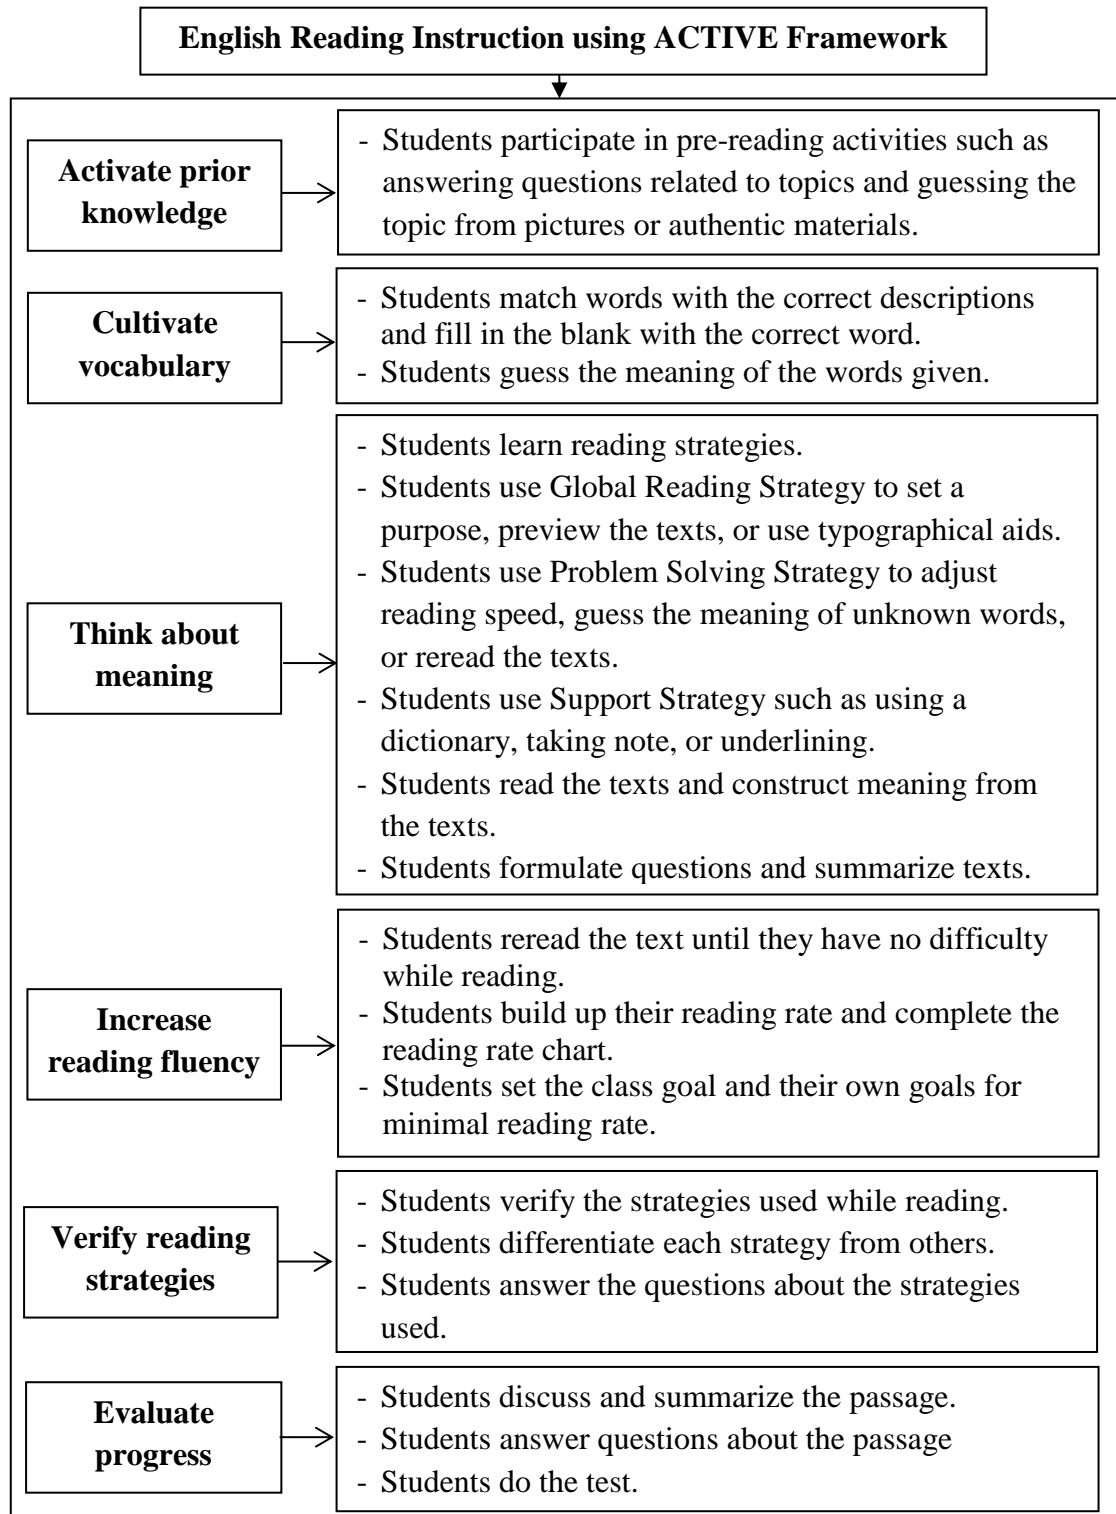 English Reading Instruction using ACTIVE Framework
Activate prior
knowledge
- Students participate in pre-reading activities such as
answering questions related to topics and guessing the
topic from pictures or authentic materials.
Cultivate
vocabulary
- Students match words with the correct descriptions
and fill in the blank with the correct word.
- Students guess the meaning of the words given.
Think about
meaning
- Students learn reading strategies.
- Students use Global Reading Strategy to set a
purpose, preview the texts, or use typographical aids.
- Students use Problem Solving Strategy to adjust
reading speed, guess the meaning of unknown words,
or reread the texts.
- Students use Support Strategy such as using a
dictionary, taking note, or underlining.
- Students read the texts and construct meaning from
the texts.
- Students formulate questions and summarize texts.
Increase
reading fluency
- Students reread the text until they have no difficulty
while reading.
- Students build up their reading rate and complete the
reading rate chart.
- Students set the class goal and their own goals for
minimal reading rate.
Verify reading
strategies
- Students verify the strategies used while reading.
- Students differentiate each strategy from others.
- Students answer the questions about the strategies
used.
Evaluate
progress
- Students discuss and summarize the passage.
- Students answer questions about the passage
- Students do the test.